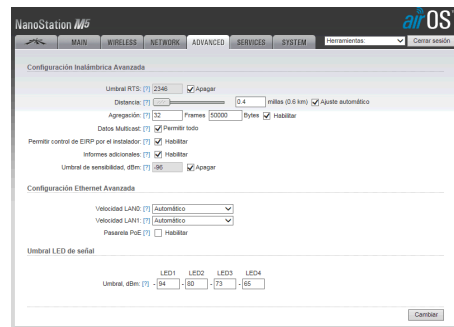 NanoStation M5
airOS
MAIN WIRELESS NETWORK ADVANCED SERVICES SYSTEM Herramientas: Cerrar sesión
Configuración Inalámbrica Avanzada
Umbral RTS: [?] 2346 Apagar
Distancia: [?] 0.4 millas (0.6 km) Ajuste automático
Agregación: [?] 32 Frames 50000 Bytes Habilitar
Datos Multicast: [?] Permitir todo
Permitir control de EIRP por el instalador: [?] Habilitar
Informes adicionales: [?] Habilitar
Umbral de sensibilidad, dBm: [?] -96 Apagar
Configuración Ethernet Avanzada
Velocidad LAN0: [?] Automático
Velocidad LAN1: [?] Automático
Pasarela PoE [?] Habilitar
Umbral LED de señal
LED1 LED2 LED3 LED4
Umbral, dBm: [?] - 94 - 80 - 73 - 65
Cambiar